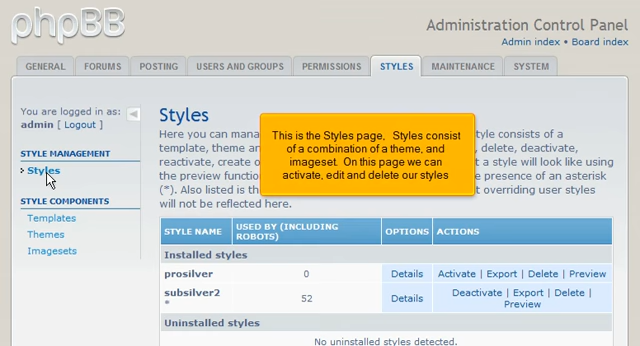 phpBB
Administration Control Panel
Admin index • Board index
GENERAL FORUMS POSTING USERS AND GROUPS PERMISSIONS STYLES MAINTENANCE SYSTEM
You are logged in as:
admin [ Logout ]
STYLE MANAGEMENT
Styles
STYLE COMPONENTS
Templates
Themes
Imagesets
Styles
Here you can mana
template, theme an
reactivate, create o
the preview functio
(*). Also listed is th
will not be reflected here.
This is the Styles page, Styles consist
of a combination of a theme, and
imageset. On this page we can
activate, edit and delete our styles
tyle consists of a
, delete, deactivate,
t a style will look like using
e presence of an asterisk
t overriding user styles
STYLE NAME USED BY (INCLUDING ROBOTS) OPTIONS ACTIONS
Installed styles
prosilver 0 Details Activate | Export | Delete | Preview
subsilver2 * 52 Details Deactivate | Export | Delete |
Preview
Uninstalled styles
No uninstalled styles detected.